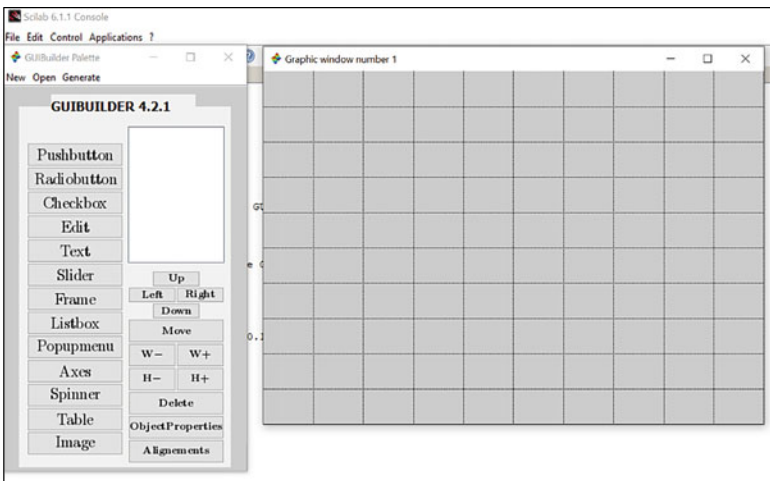 Scilab 6.1.1 Console
File Edit Control Applications ?
GUIBuilder Palette
New Open Generate
GUIBUILDER 4.2.1
Pushbutton
Radiobutton
Checkbox
Edit
Text
Slider
Frame
Listbox
Popupmenu
Axes
Spinner
Table
Image
Up
Left Right
Down
Move
W− W+
H− H+
Delete
ObjectProperties
Alignements
Graphic window number 1